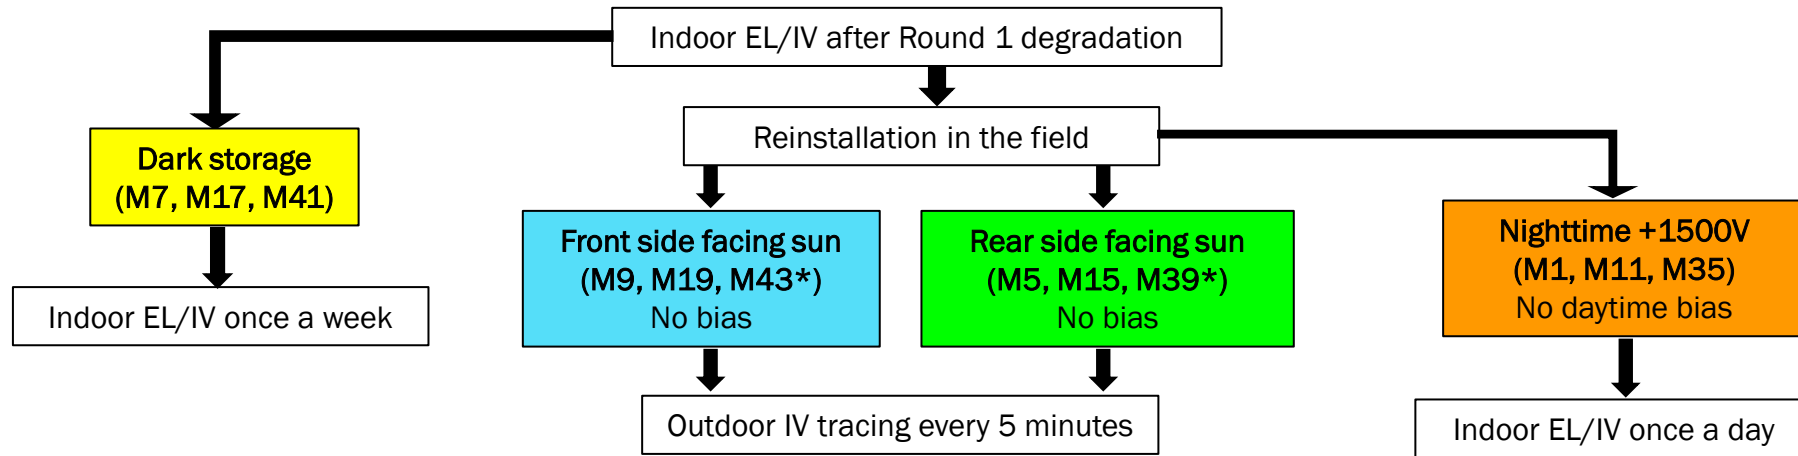 Indoor EL/IV after Round 1 degradation
Reinstallation in the field
Dark storage
(M7, M17, M41)
Front side facing sun
(M9, M19, M43*)
No bias
Rear side facing sun
(M5, M15, M39*)
No bias
Nighttime +1500V
(M1, M11, M35)
No daytime bias
Indoor EL/IV once a week
Outdoor IV tracing every 5 minutes
Indoor EL/IV once a day